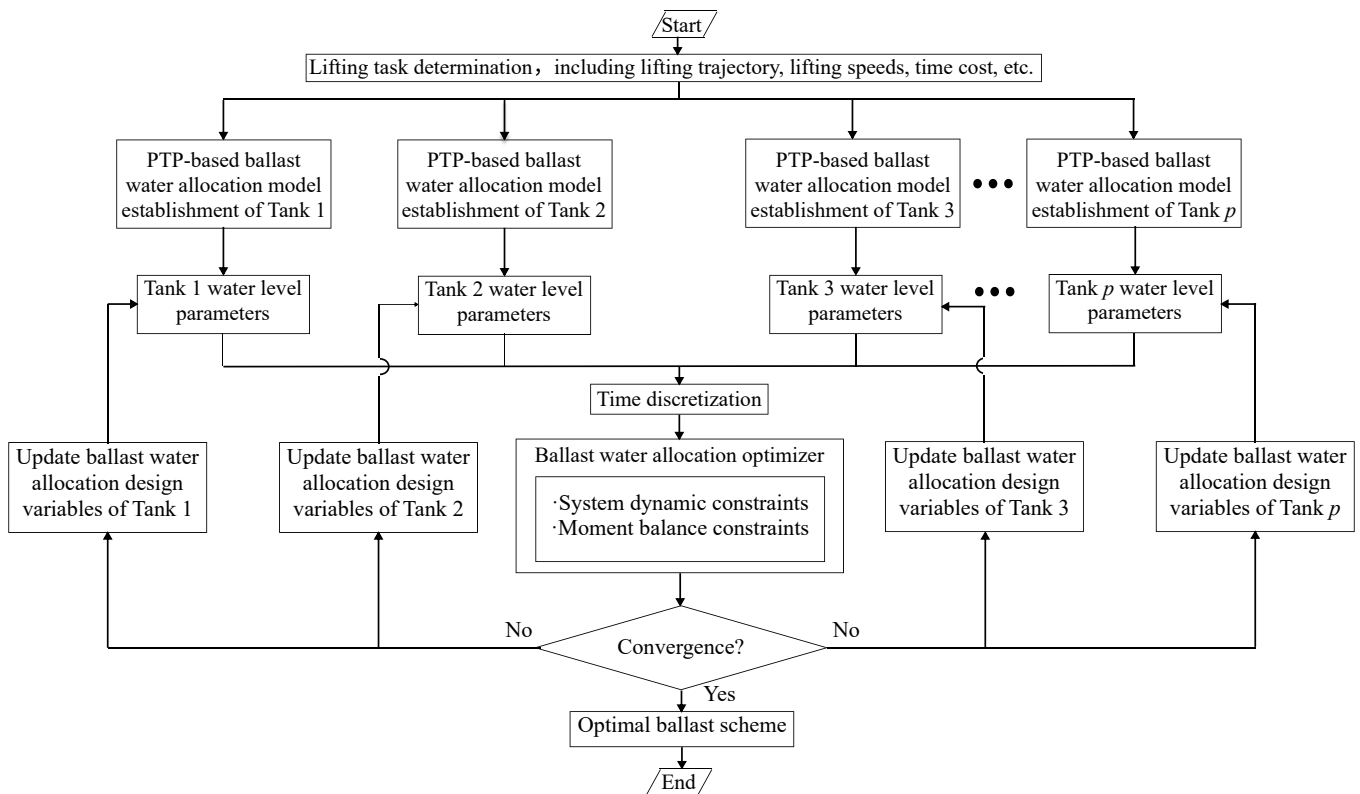 Start
Lifting task determination，including lifting trajectory, lifting speeds, time cost, etc.
PTP-based ballast
water allocation model
establishment of Tank 1
PTP-based ballast
water allocation model
establishment of Tank 2
PTP-based ballast
water allocation model
establishment of Tank 3
•••
PTP-based ballast
water allocation model
establishment of Tank p
Tank 1 water level
parameters
Tank 2 water level
parameters
Tank 3 water level
parameters
•••
Tank p water level
parameters
Time discretization
Update ballast water
allocation design
variables of Tank 1
Update ballast water
allocation design
variables of Tank 2
Ballast water allocation optimizer
·System dynamic constraints
·Moment balance constraints
Update ballast water
allocation design
variables of Tank 3
Update ballast water
allocation design
variables of Tank p
No
Convergence?
No
Yes
Optimal ballast scheme
End